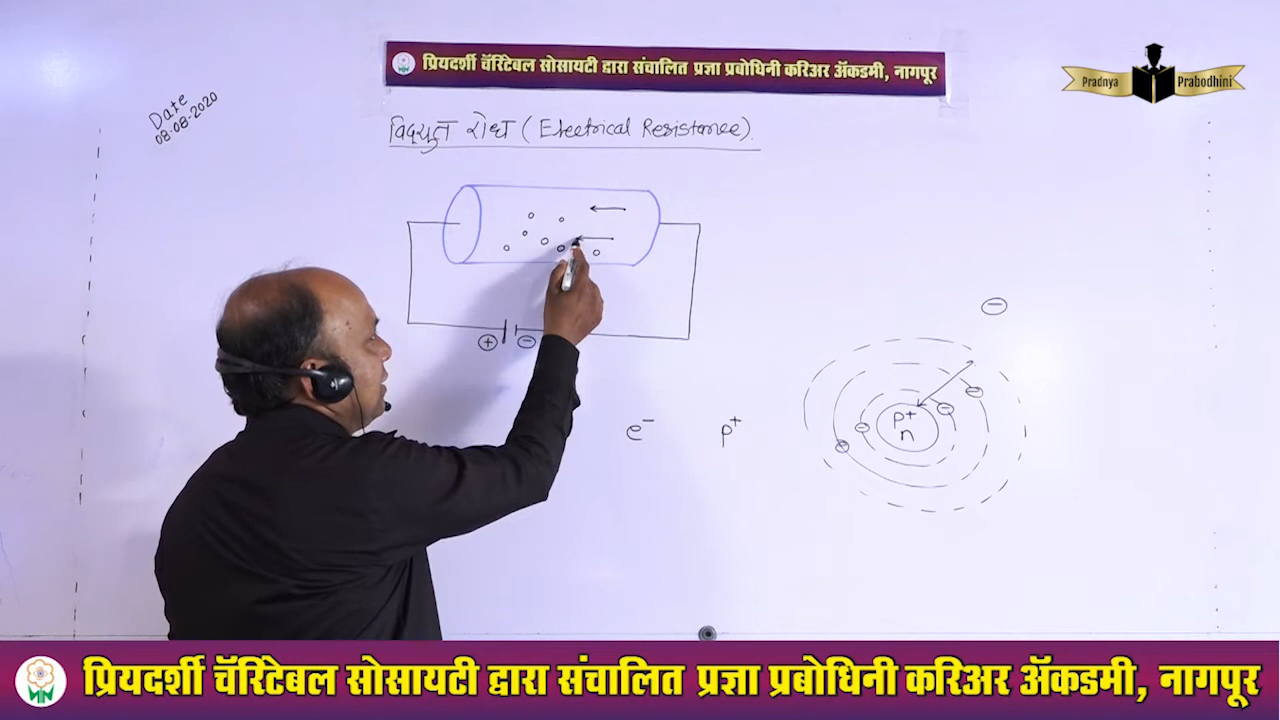 प्रियदर्शी चॅरिटेबल सोसायटी द्वारा संचालित प्रज्ञा प्रबोधिनी करिअर ॲकडमी, नागपूर
Pradnya Prabodhini
Date
08-08-2020
विद्युत रोध (Electrical Resistance).
+ −
−
e⁻ p⁺
p+
n
प्रियदर्शी चॅरिटेबल सोसायटी द्वारा संचालित प्रज्ञा प्रबोधिनी करिअर ॲकडमी, नागपूर